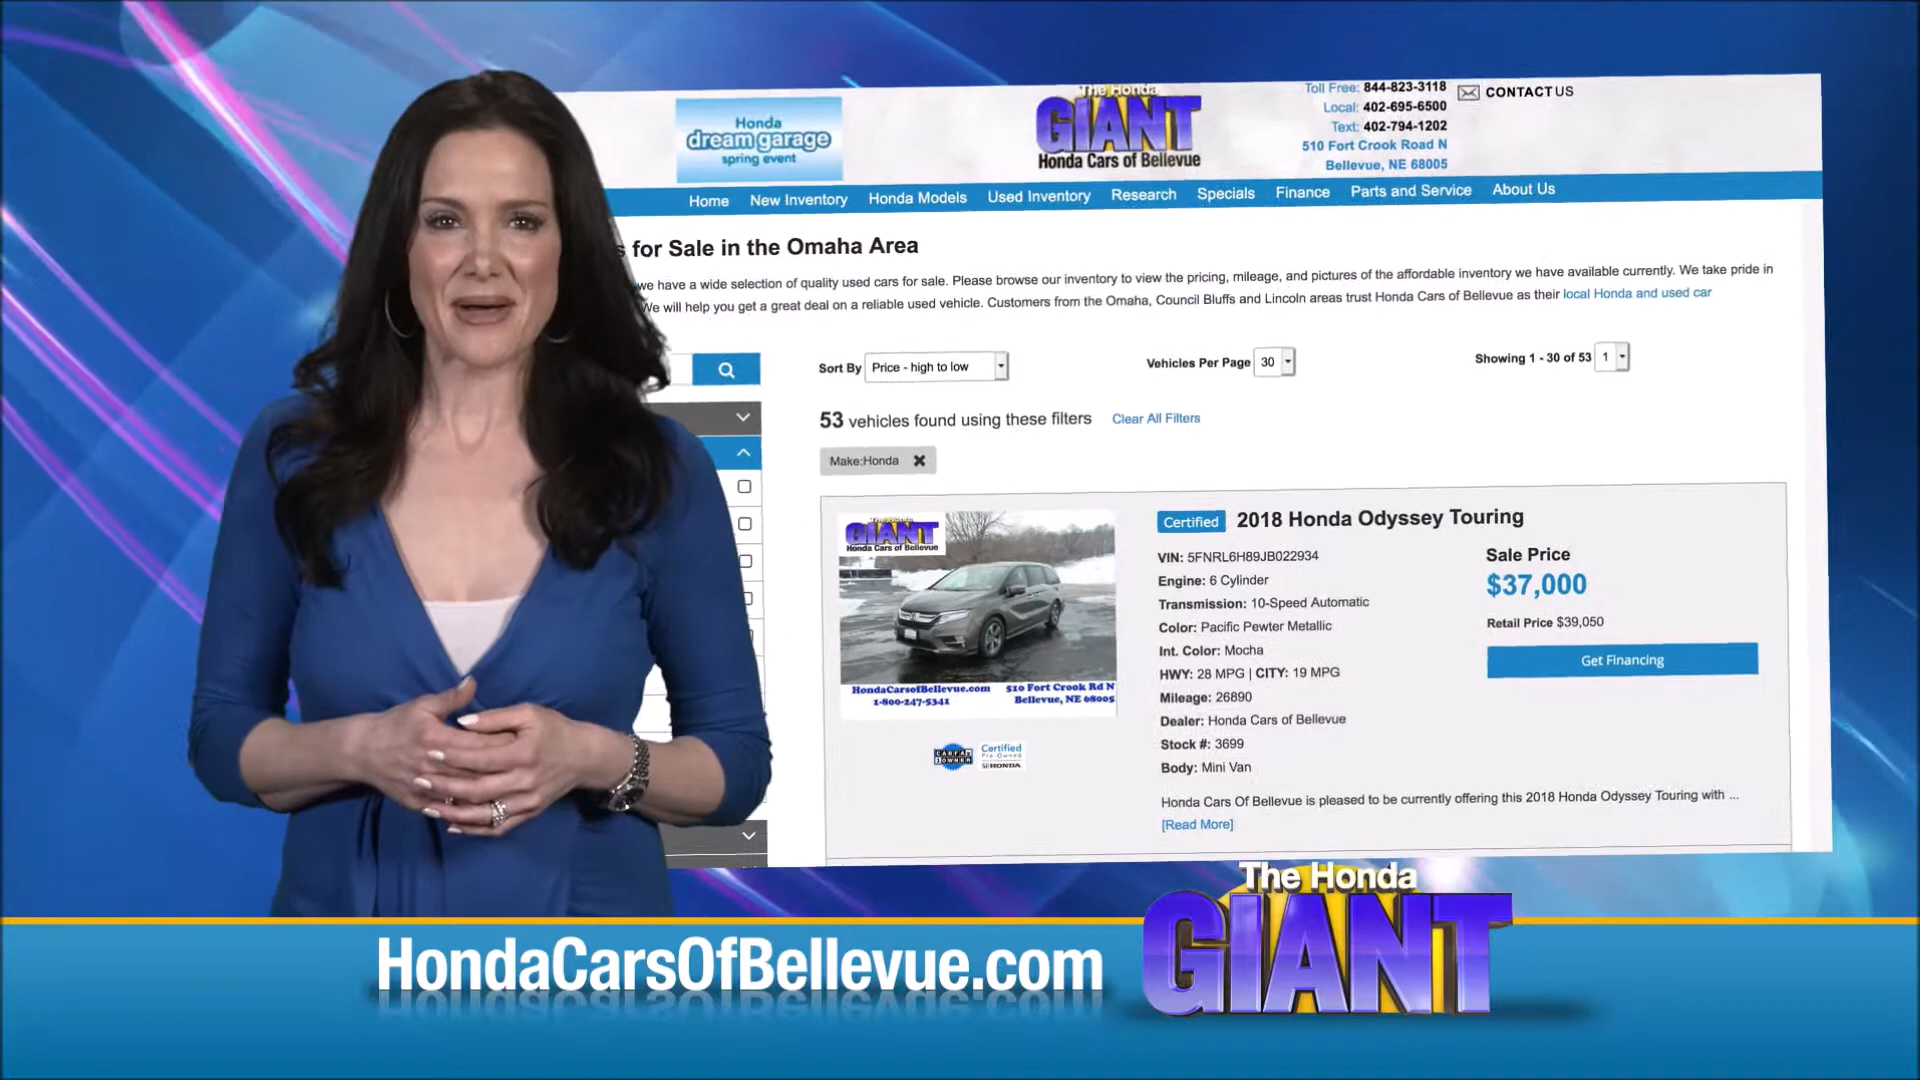 Honda
dream garage
spring event
The Honda
GIANT
Honda Cars of Bellevue
Toll Free: 844-823-3118
Local: 402-695-6500
Text: 402-794-1202
510 Fort Crook Road N
Bellevue, NE 68005
CONTACT US
Home New Inventory Honda Models Used Inventory Research Specials Finance Parts and Service About Us
s for Sale in the Omaha Area
we have a wide selection of quality used cars for sale. Please browse our inventory to view the pricing, mileage, and pictures of the affordable inventory we have available currently. We take pride in
We will help you get a great deal on a reliable used vehicle. Customers from the Omaha, Council Bluffs and Lincoln areas trust Honda Cars of Bellevue as their local Honda and used car
Sort By Price - high to low Vehicles Per Page 30 Showing 1 - 30 of 53 1
53 vehicles found using these filters Clear All Filters
Make:Honda
The Honda
GIANT
Honda Cars of Bellevue
HondaCarsofBellevue.com 510 Fort Crook Rd N
1-800-247-5341 Bellevue, NE 68005
CARFAX
1 OWNER
Certified
Pre-Owned
HONDA
Certified 2018 Honda Odyssey Touring
VIN: 5FNRL6H89JB022934
Engine: 6 Cylinder
Transmission: 10-Speed Automatic
Color: Pacific Pewter Metallic
Int. Color: Mocha
HWY: 28 MPG | CITY: 19 MPG
Mileage: 26890
Dealer: Honda Cars of Bellevue
Stock #: 3699
Body: Mini Van
Sale Price
$37,000
Retail Price $39,050
Get Financing
Honda Cars Of Bellevue is pleased to be currently offering this 2018 Honda Odyssey Touring with ...
[Read More]
HondaCarsOfBellevue.com
The Honda
GIANT